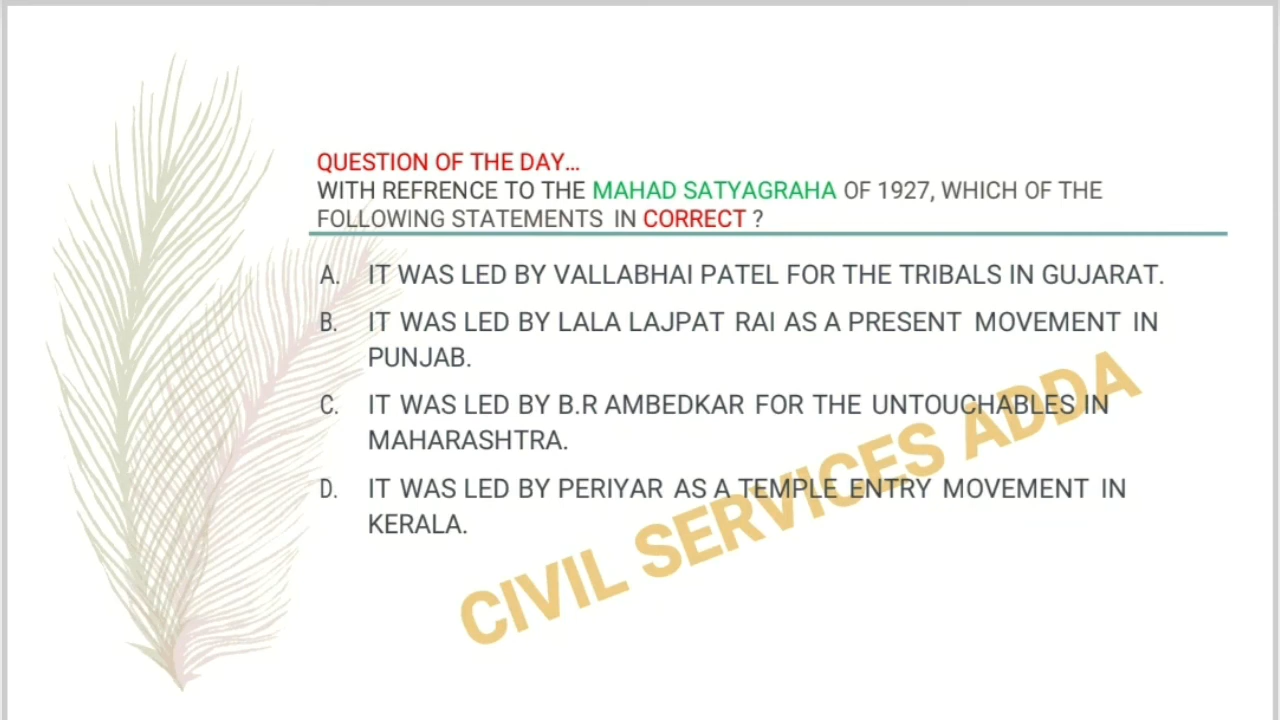 QUESTION OF THE DAY...
WITH REFRENCE TO THE MAHAD SATYAGRAHA OF 1927, WHICH OF THE
FOLLOWING STATEMENTS IN CORRECT ?
A. IT WAS LED BY VALLABHAI PATEL FOR THE TRIBALS IN GUJARAT.
B. IT WAS LED BY LALA LAJPAT RAI AS A PRESENT MOVEMENT IN
PUNJAB.
C. IT WAS LED BY B.R AMBEDKAR FOR THE UNTOUCHABLES IN
MAHARASHTRA.
D. IT WAS LED BY PERIYAR AS A TEMPLE ENTRY MOVEMENT IN
KERALA.
CIVIL SERVICES ADDA